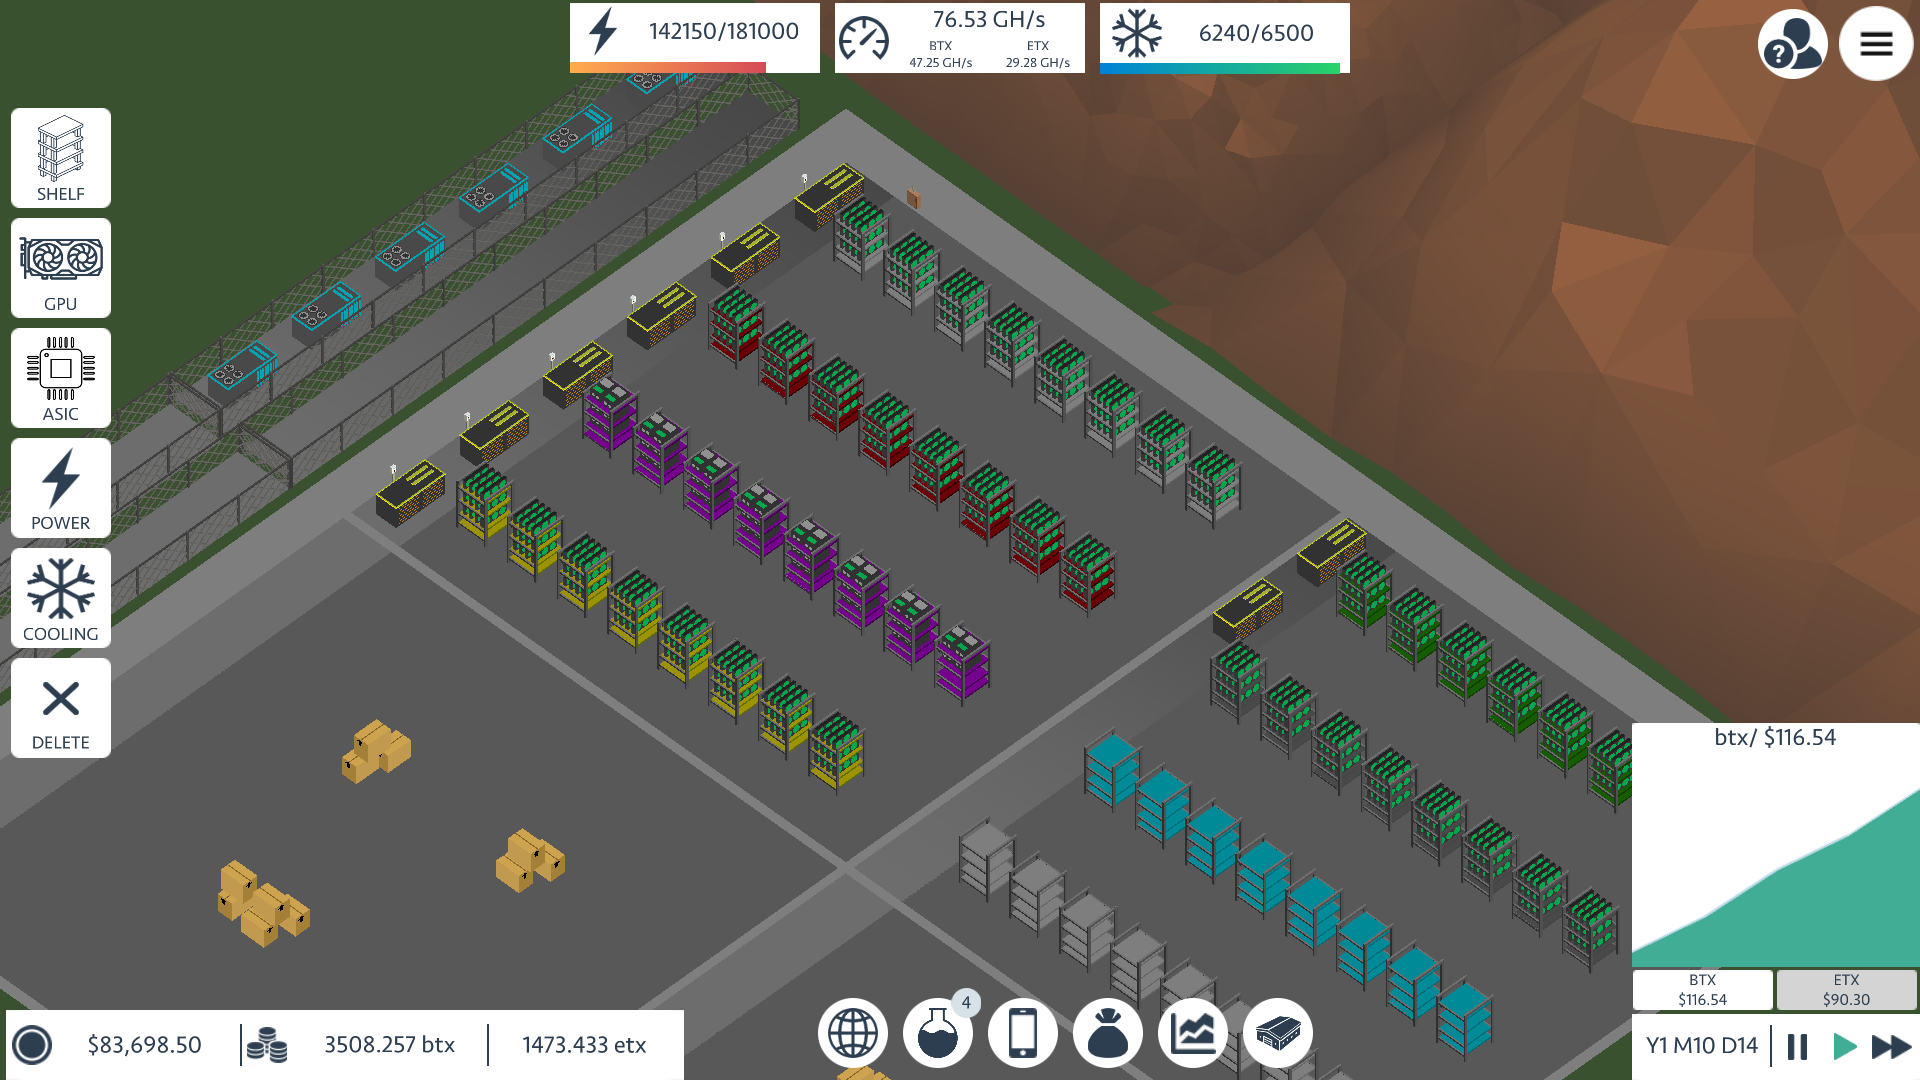 142150/181000
76.53 GH/s
BTX ETX
47.25 GH/s 29.28 GH/s
6240/6500
SHELF
GPU
ASIC
POWER
COOLING
DELETE
btx/ $116.54
BTX ETX
$116.54 $90.30
4
$83,698.50 3508.257 btx 1473.433 etx
Y1 M10 D14